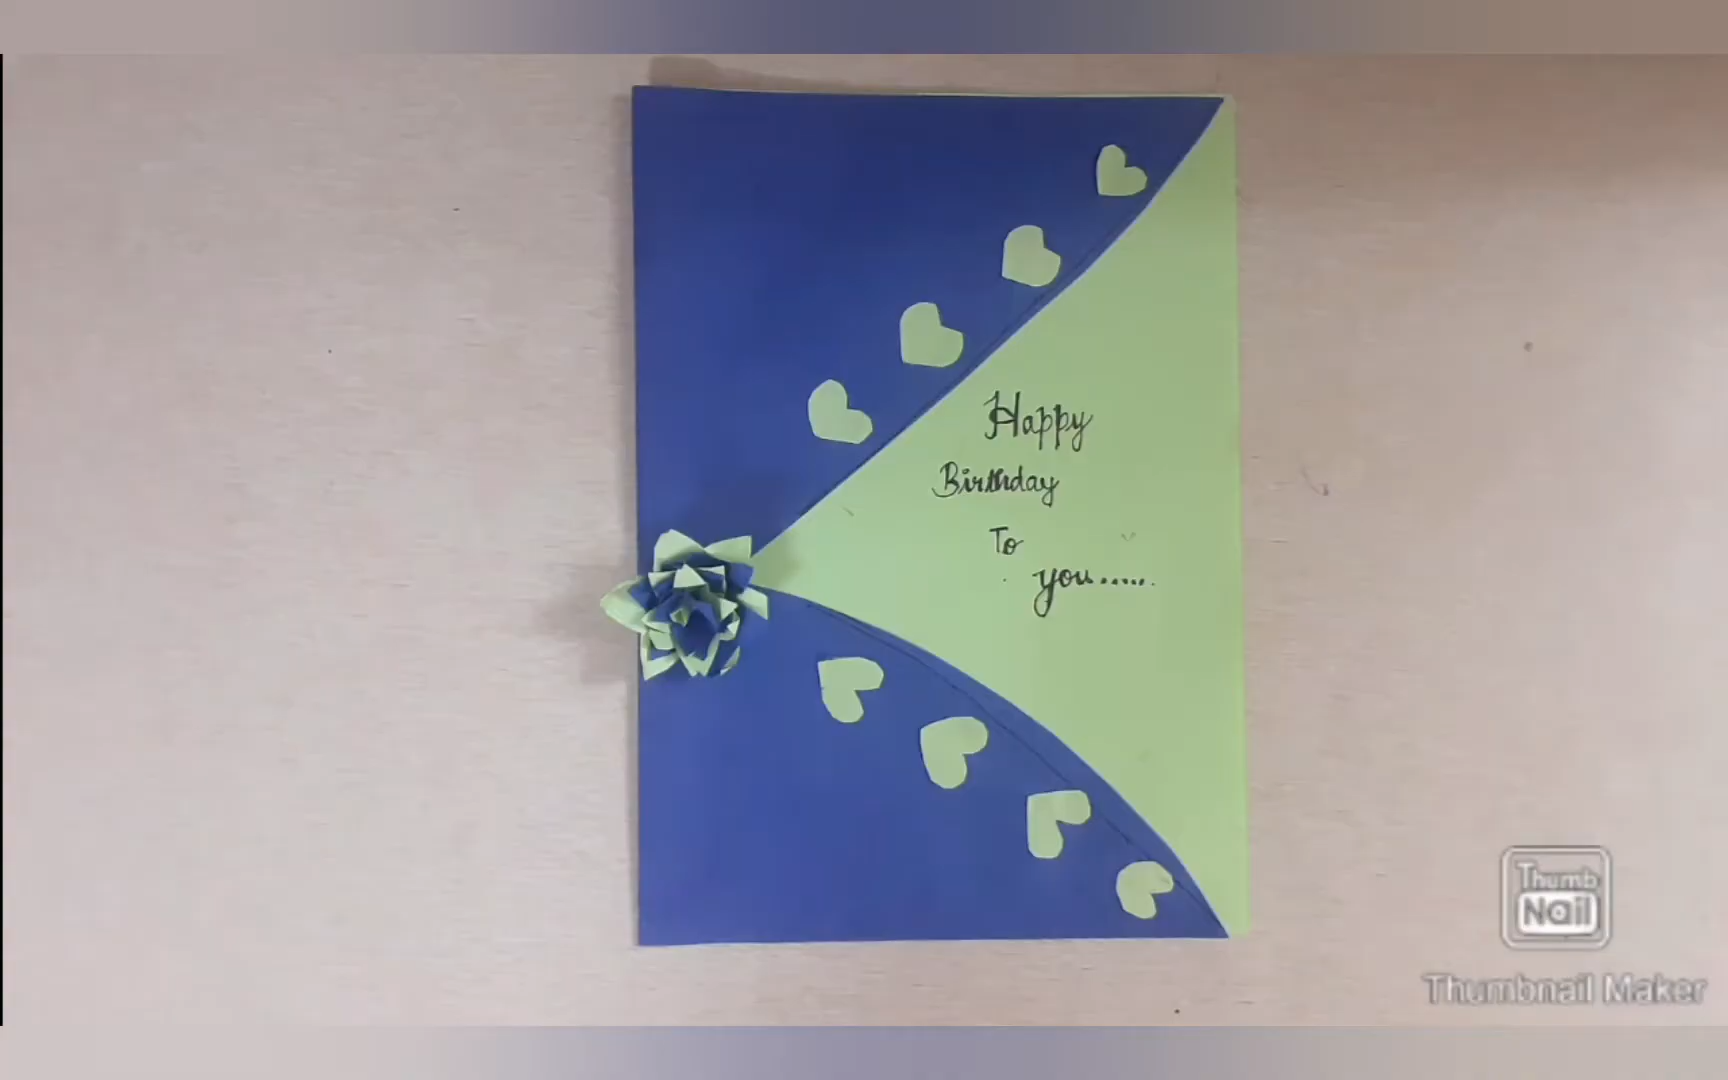 Happy
Birthday
To
you......
Thumb
Nail
Thumbnail Maker